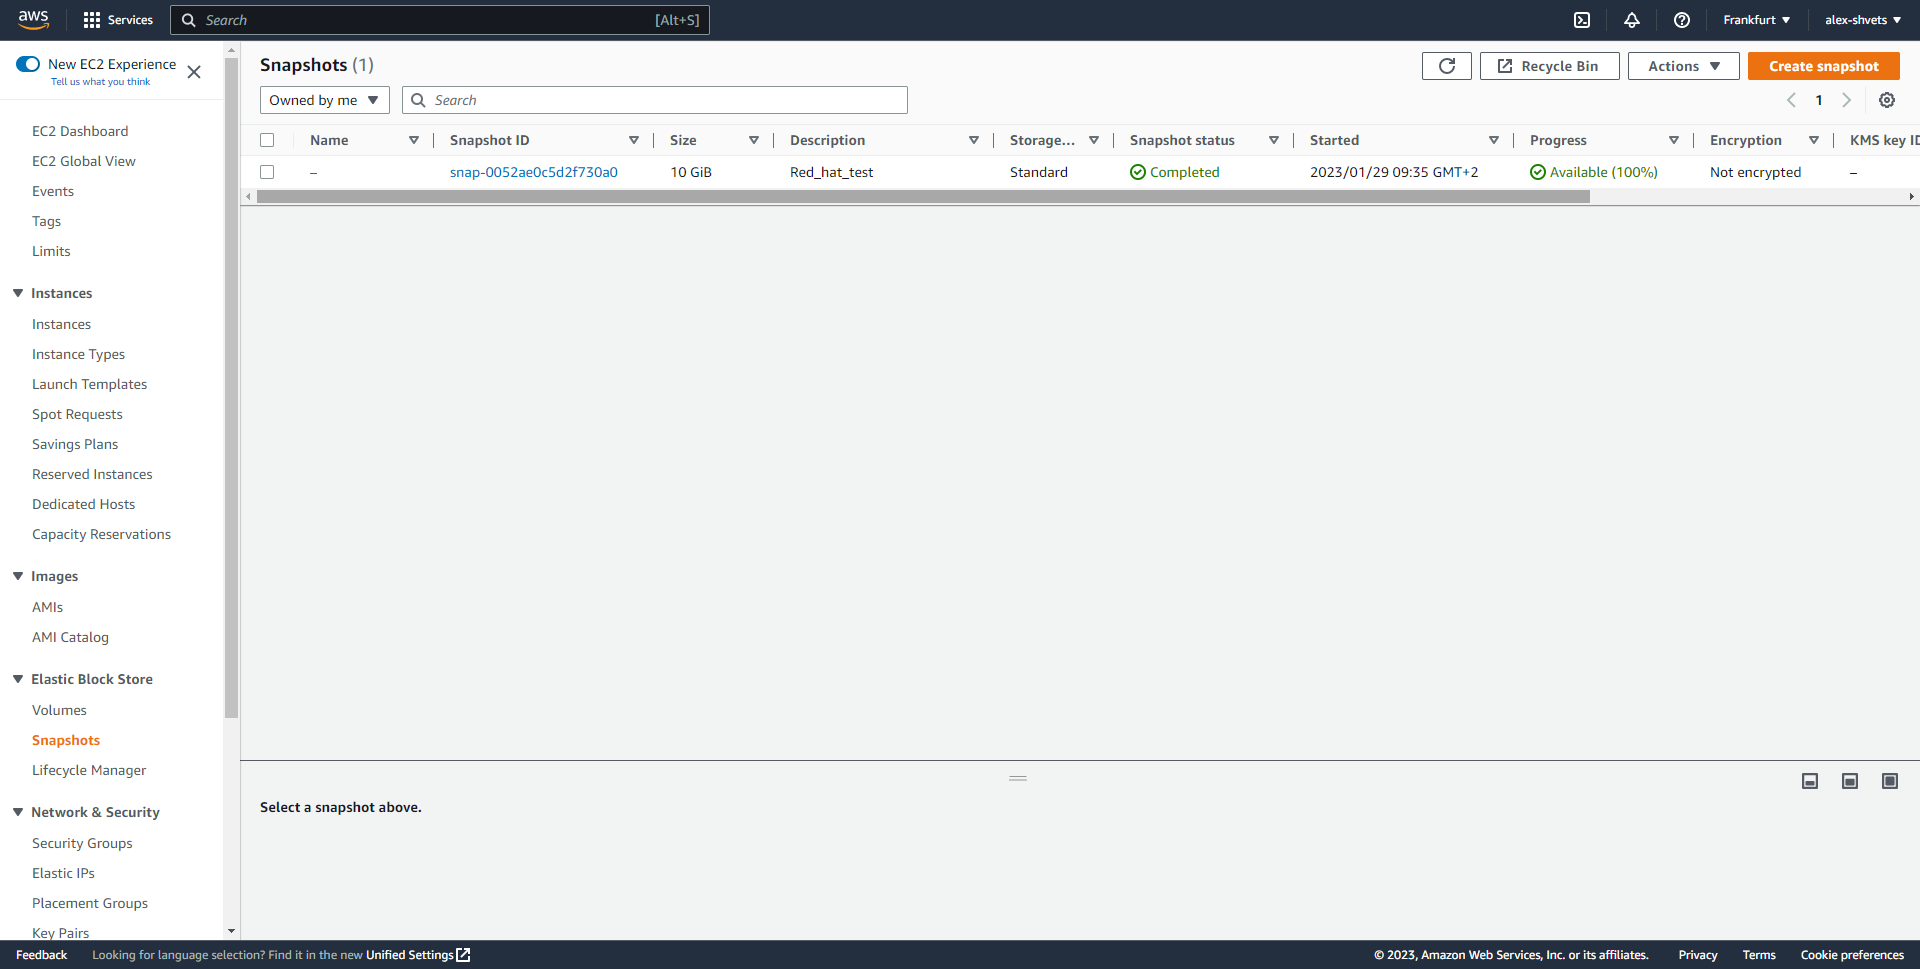 aws
Services
Search [Alt+S]
Frankfurt
alex-shvets
New EC2 Experience
Tell us what you think
EC2 Dashboard
EC2 Global View
Events
Tags
Limits
Instances
Instances
Instance Types
Launch Templates
Spot Requests
Savings Plans
Reserved Instances
Dedicated Hosts
Capacity Reservations
Images
AMIs
AMI Catalog
Elastic Block Store
Volumes
Snapshots
Lifecycle Manager
Network & Security
Security Groups
Elastic IPs
Placement Groups
Key Pairs
Snapshots (1)
Recycle Bin
Actions
Create snapshot
Owned by me
Search
1
Name Snapshot ID Size Description Storage... Snapshot status Started Progress Encryption KMS key ID
– snap-0052ae0c5d2f730a0 10 GiB Red_hat_test Standard Completed 2023/01/29 09:35 GMT+2 Available (100%) Not encrypted –
Select a snapshot above.
Feedback Looking for language selection? Find it in the new Unified Settings © 2023, Amazon Web Services, Inc. or its affiliates. Privacy Terms Cookie preferences